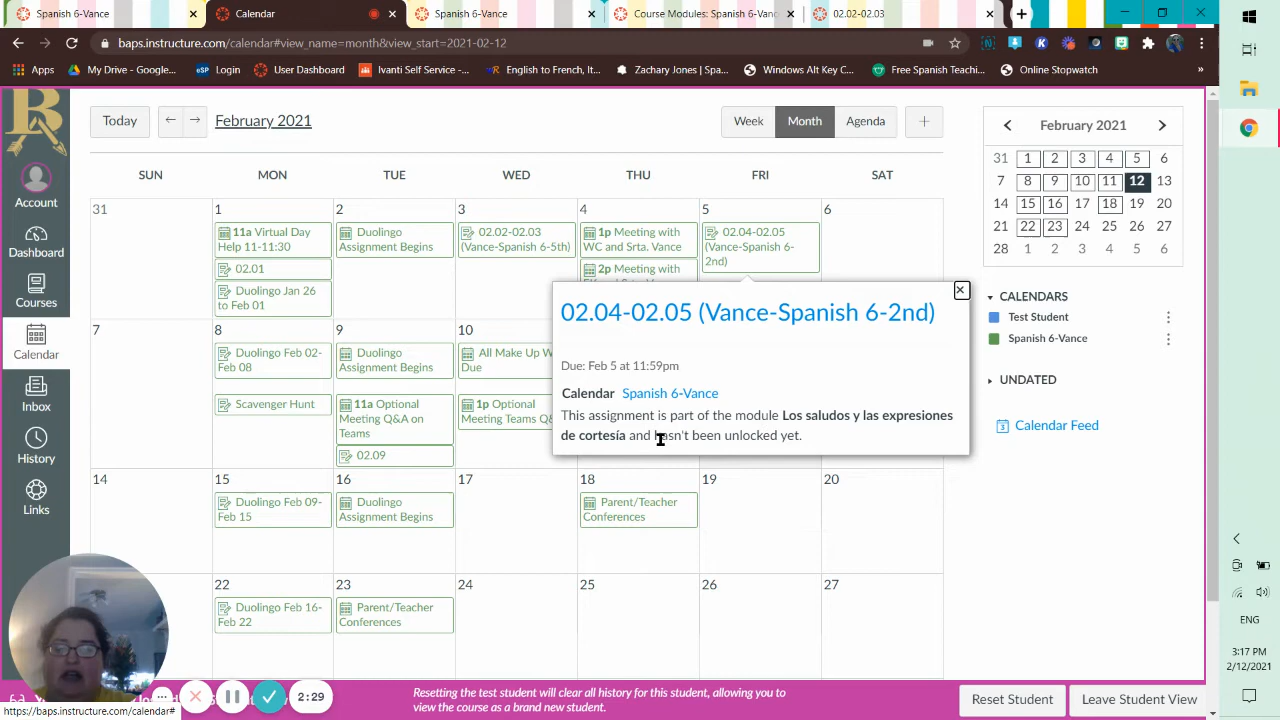 Spanish 6-Vance
Calendar
Spanish 6-Vance
Course Modules: Spanish 6-Vance
02.02-02.03
baps.instructure.com/calendar#view_name=month&view_start=2021-02-12
Apps
My Drive - Google...
Login
User Dashboard
Ivanti Self Service -...
English to French, It...
Zachary Jones | Spa...
Windows Alt Key C...
Free Spanish Teachi...
Online Stopwatch
»
Account
Dashboard
Courses
Calendar
Inbox
History
Links
Today
February 2021
Week
Month
Agenda
SUN MON TUE WED THU FRI SAT
31 1 2 3 4 5 6
11a Virtual Day
Help 11-11:30
02.01
Duolingo Jan 26
to Feb 01
Duolingo
Assignment Begins
02.02-02.03
(Vance-Spanish 6-5th)
1p Meeting with
WC and Srta. Vance
2p Meeting with
02.04-02.05
(Vance-Spanish 6-
2nd)
7 8 9 10
Duolingo Feb 02-
Feb 08
Scavenger Hunt
Duolingo
Assignment Begins
11a Optional
Meeting Q&A on
Teams
02.09
All Make Up W
Due
1p Optional
Meeting Teams Q&
02.04-02.05 (Vance-Spanish 6-2nd)
Due: Feb 5 at 11:59pm
Calendar Spanish 6-Vance
This assignment is part of the module Los saludos y las expresiones
de cortesía and hasn't been unlocked yet.
14 15 16 17 18 19 20
Duolingo Feb 09-
Feb 15
Duolingo
Assignment Begins
Parent/Teacher
Conferences
22 23 24 25 26 27
Duolingo Feb 16-
Feb 22
Parent/Teacher
Conferences
February 2021
31 1 2 3 4 5 6
7 8 9 10 11 12 13
14 15 16 17 18 19 20
21 22 23 24 25 26 27
28 1 2 3 4 5 6
CALENDARS
Test Student
Spanish 6-Vance
UNDATED
Calendar Feed
2:29
Resetting the test student will clear all history for this student, allowing you to
view the course as a brand new student.
Reset Student
Leave Student View
https://baps.instructure.com/calendar#
ENG
3:17 PM
2/12/2021